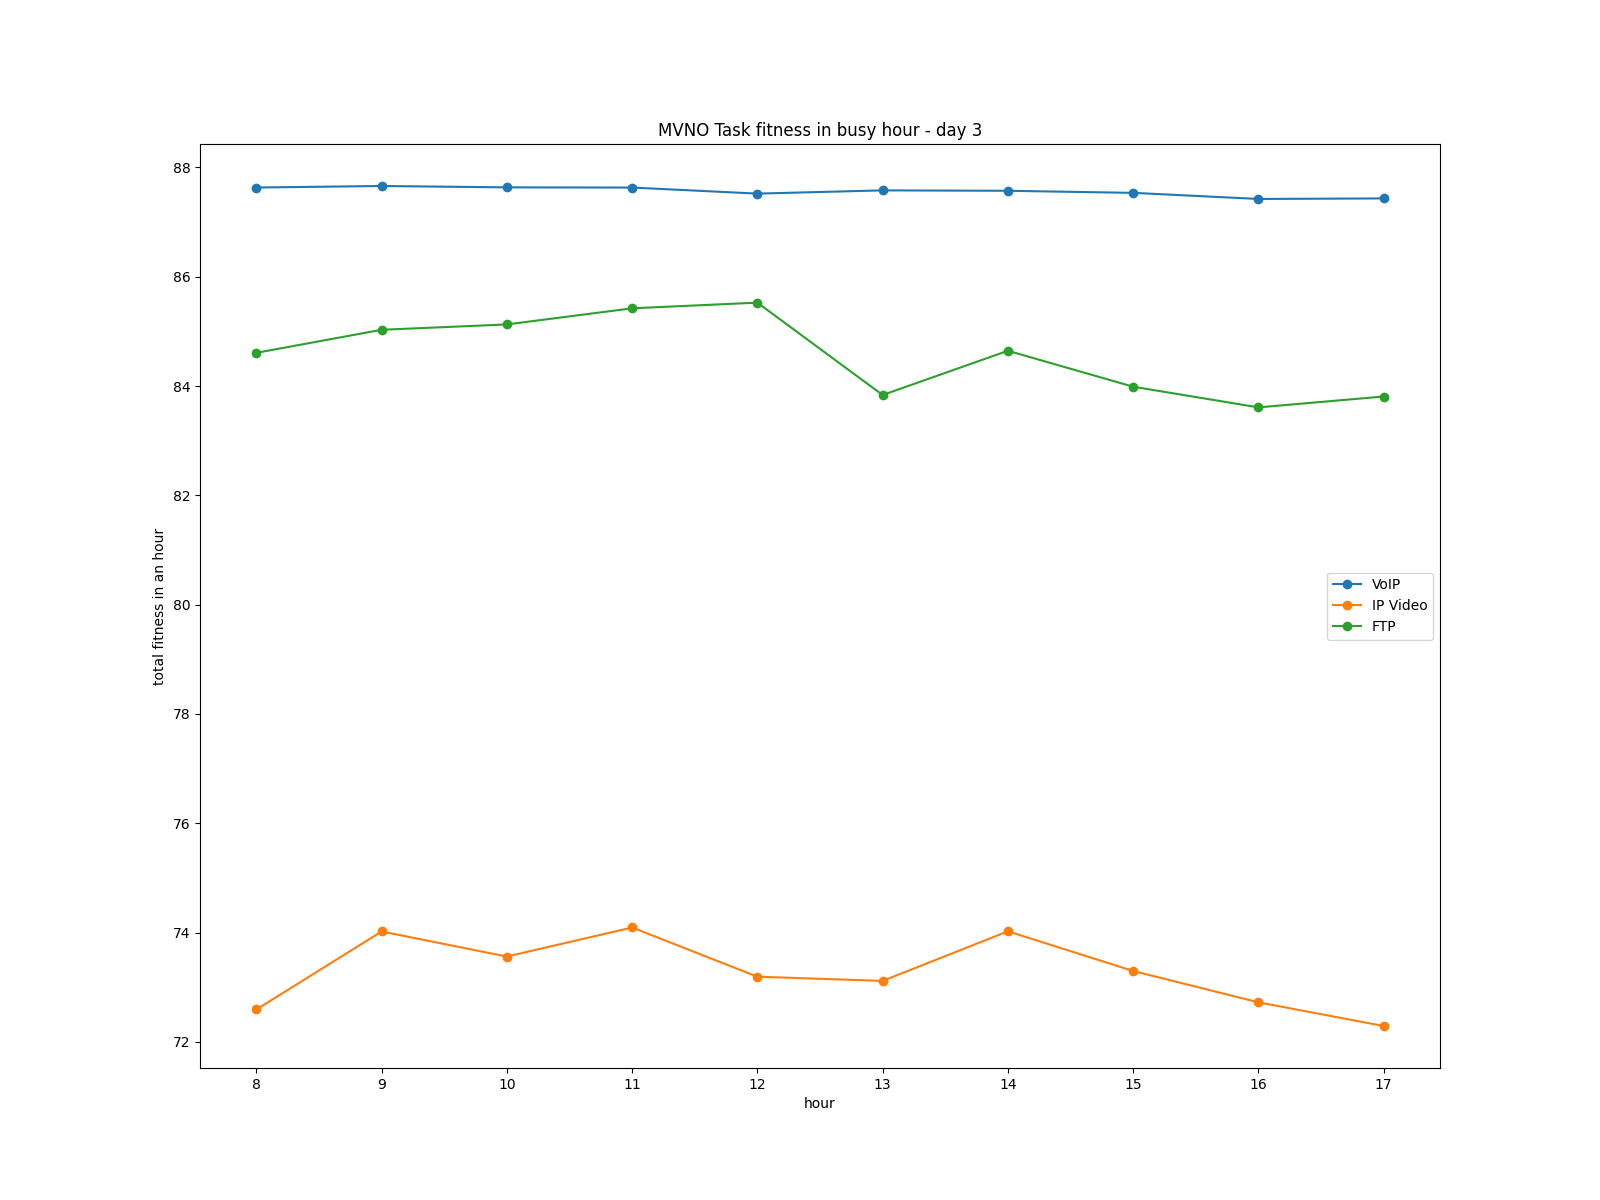 MVNO Task fitness in busy hour - day 3
88
86
84
82
80
78
76
74
72
total fitness in an hour
VoIP
IP Video
FTP
8 9 10 11 12 13 14 15 16 17
hour